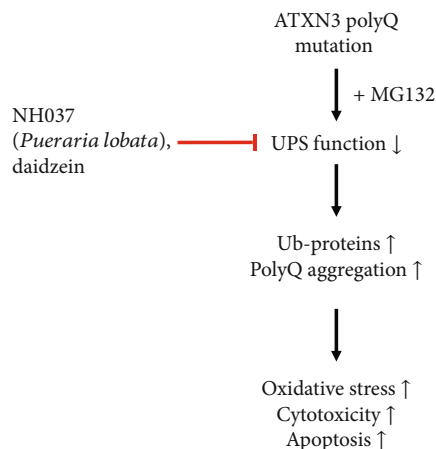 ATXN3 polyQ
mutation
+ MG132
NH037
(Pueraria lobata),
daidzein
UPS function ↓
Ub-proteins ↑
PolyQ aggregation ↑
Oxidative stress ↑
Cytotoxicity ↑
Apoptosis ↑